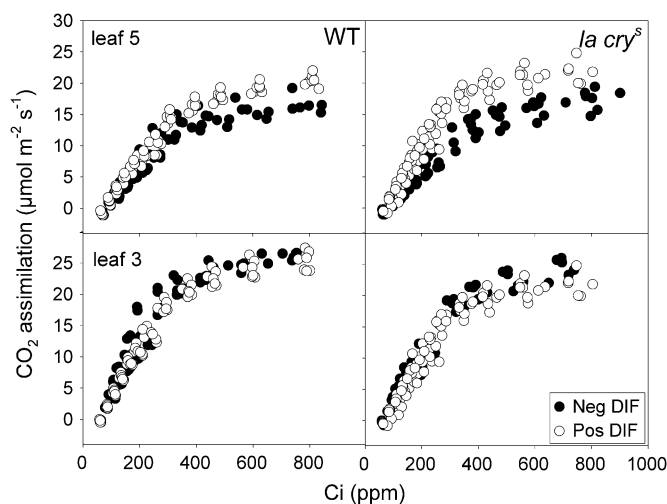 30
leaf 5
WT
la cry^s
25
20
15
10
5
0
leaf 3
25
20
15
10
5
0
CO₂ assimilation (μmol m⁻² s⁻¹)
Neg DIF
Pos DIF
0 200 400 600 800 0 200 400 600 800 1000
Ci (ppm)